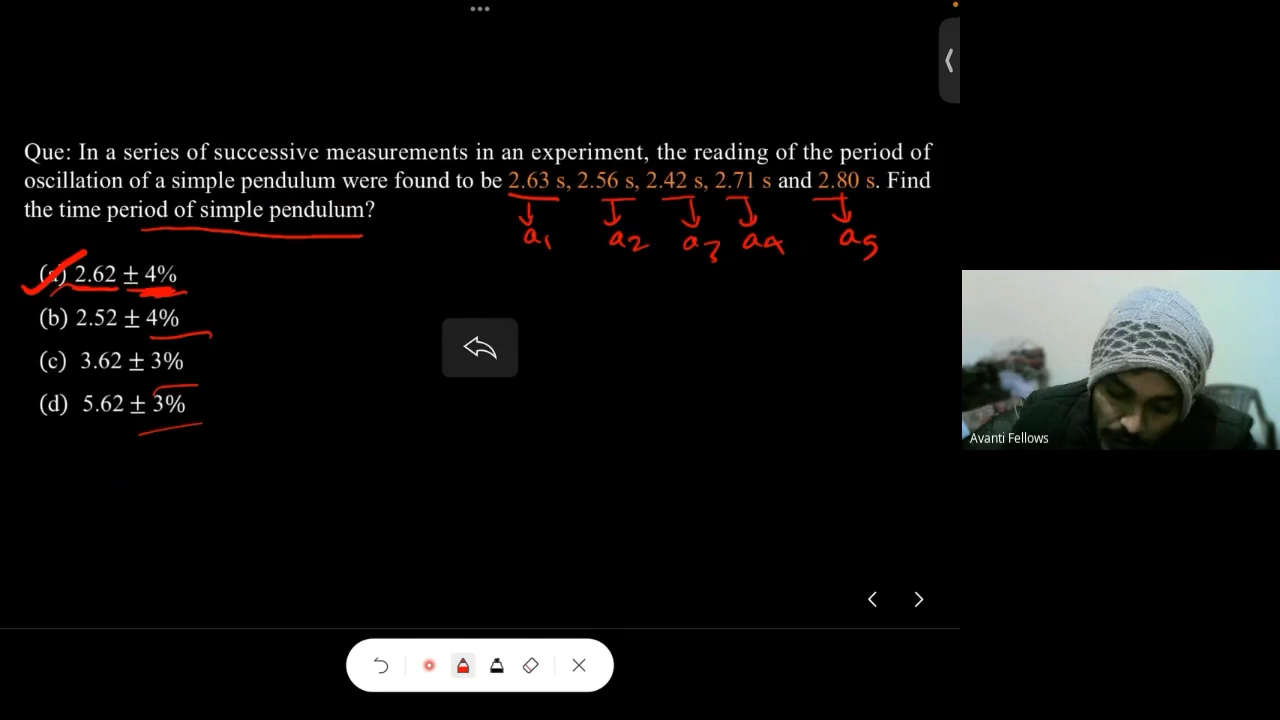 Que: In a series of successive measurements in an experiment, the reading of the period of
oscillation of a simple pendulum were found to be 2.63 s, 2.56 s, 2.42 s, 2.71 s and 2.80 s. Find
the time period of simple pendulum?
a1 a2 a3 a4 a5
(a) 2.62 ± 4%
(b) 2.52 ± 4%
(c) 3.62 ± 3%
(d) 5.62 ± 3%
Avanti Fellows